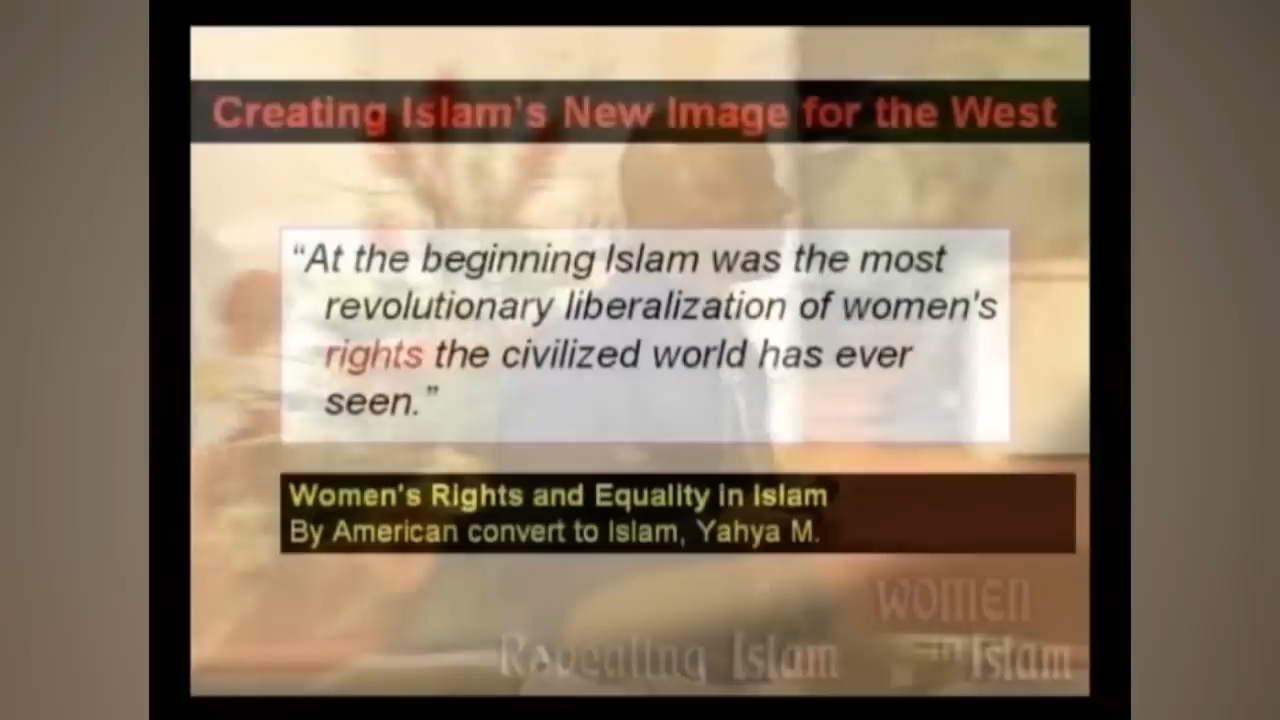 Creating Islam's New Image for the West
“At the beginning Islam was the most
revolutionary liberalization of women's
rights the civilized world has ever
seen.”
Women's Rights and Equality in Islam
By American convert to Islam, Yahya M.
WOMEN
Revealing Islam
in Islam